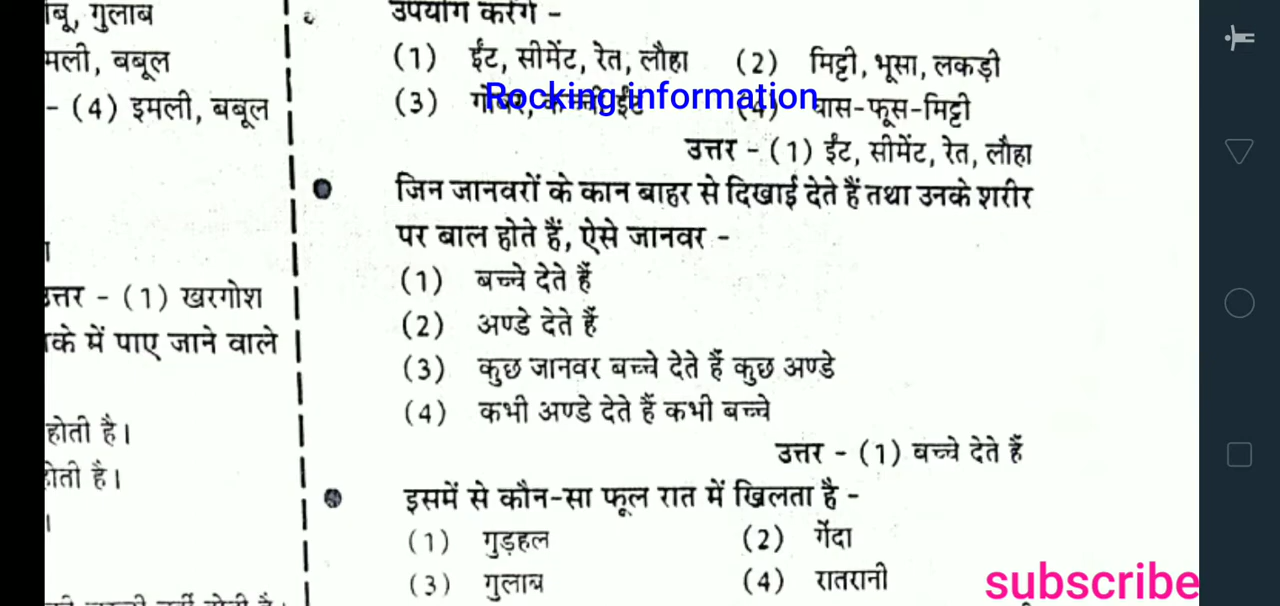 बू, गुलाब
मली, बबूल
- (4) इमली, बबूल
उत्तर - (1) खरगोश
के में पाए जाने वाले
होती है।
होती है।
उपयोग करेंगे -
(1) ईंट, सीमेंट, रेत, लौहा (2) मिट्टी, भूसा, लकड़ी
(3) ईंट (4) घास-फूस-मिट्टी
Rocking information
उत्तर - (1) ईंट, सीमेंट, रेत, लौहा
जिन जानवरों के कान बाहर से दिखाई देते हैं तथा उनके शरीर
पर बाल होते हैं, ऐसे जानवर -
(1) बच्चे देते हैं
(2) अण्डे देते हैं
(3) कुछ जानवर बच्चे देते हैं कुछ अण्डे
(4) कभी अण्डे देते हैं कभी बच्चे
उत्तर - (1) बच्चे देते हैं
इसमें से कौन-सा फूल रात में खिलता है -
(1) गुड़हल (2) गेंदा
(3) गुलाब (4) रातरानी
subscribe